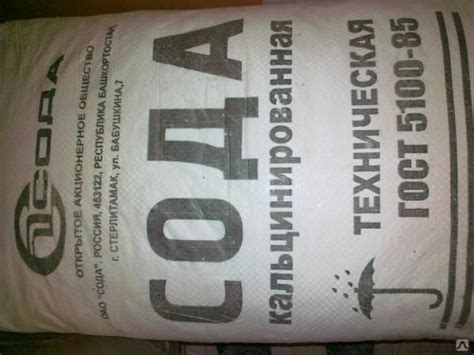 СОДА
ОТКРЫТОЕ АКЦИОНЕРНОЕ ОБЩЕСТВО
ОАО "СОДА". РОССИЯ, 453122, РЕСПУБЛИКА БАШКОРТОСТАН,
г. СТЕРЛИТАМАК, ул. БАБУШКИНА,7
СОДА
кальцинированная
ТЕХНИЧЕСКАЯ
ГОСТ 5100-85